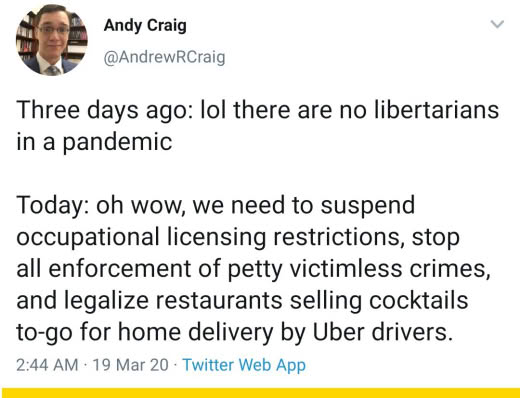 Andy Craig
@AndrewRCraig
Three days ago: lol there are no libertarians
in a pandemic
Today: oh wow, we need to suspend
occupational licensing restrictions, stop
all enforcement of petty victimless crimes,
and legalize restaurants selling cocktails
to-go for home delivery by Uber drivers.
2:44 AM · 19 Mar 20 · Twitter Web App